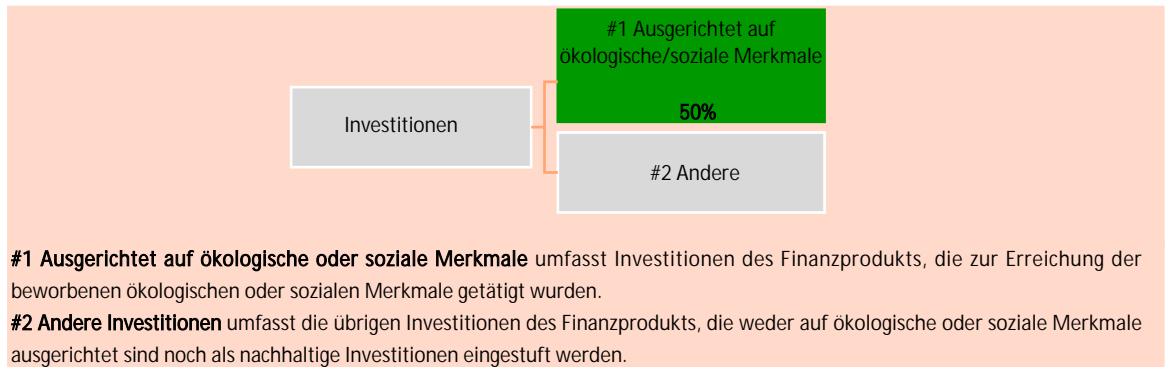 #1 Ausgerichtet auf
ökologische/soziale Merkmale
50%
Investitionen
#2 Andere
#1 Ausgerichtet auf ökologische oder soziale Merkmale umfasst Investitionen des Finanzprodukts, die zur Erreichung der
beworbenen ökologischen oder sozialen Merkmale getätigt wurden.
#2 Andere Investitionen umfasst die übrigen Investitionen des Finanzprodukts, die weder auf ökologische oder soziale Merkmale
ausgerichtet sind noch als nachhaltige Investitionen eingestuft werden.